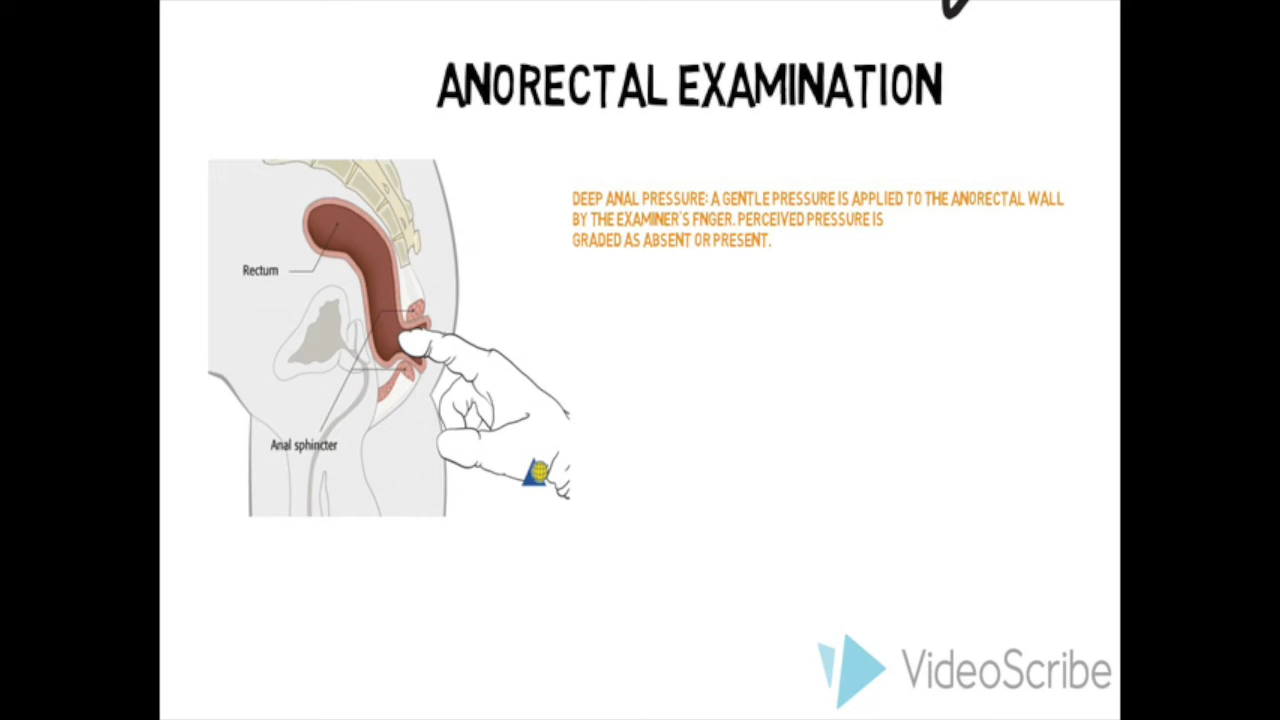 ANORECTAL EXAMINATION
DEEP ANAL PRESSURE: A GENTLE PRESSURE IS APPLIED TO THE ANORECTAL WALL
BY THE EXAMINER'S FNGER. PERCEIVED PRESSURE IS
GRADED AS ABSENT OR PRESENT.
Rectum
Anal sphincter
VideoScribe